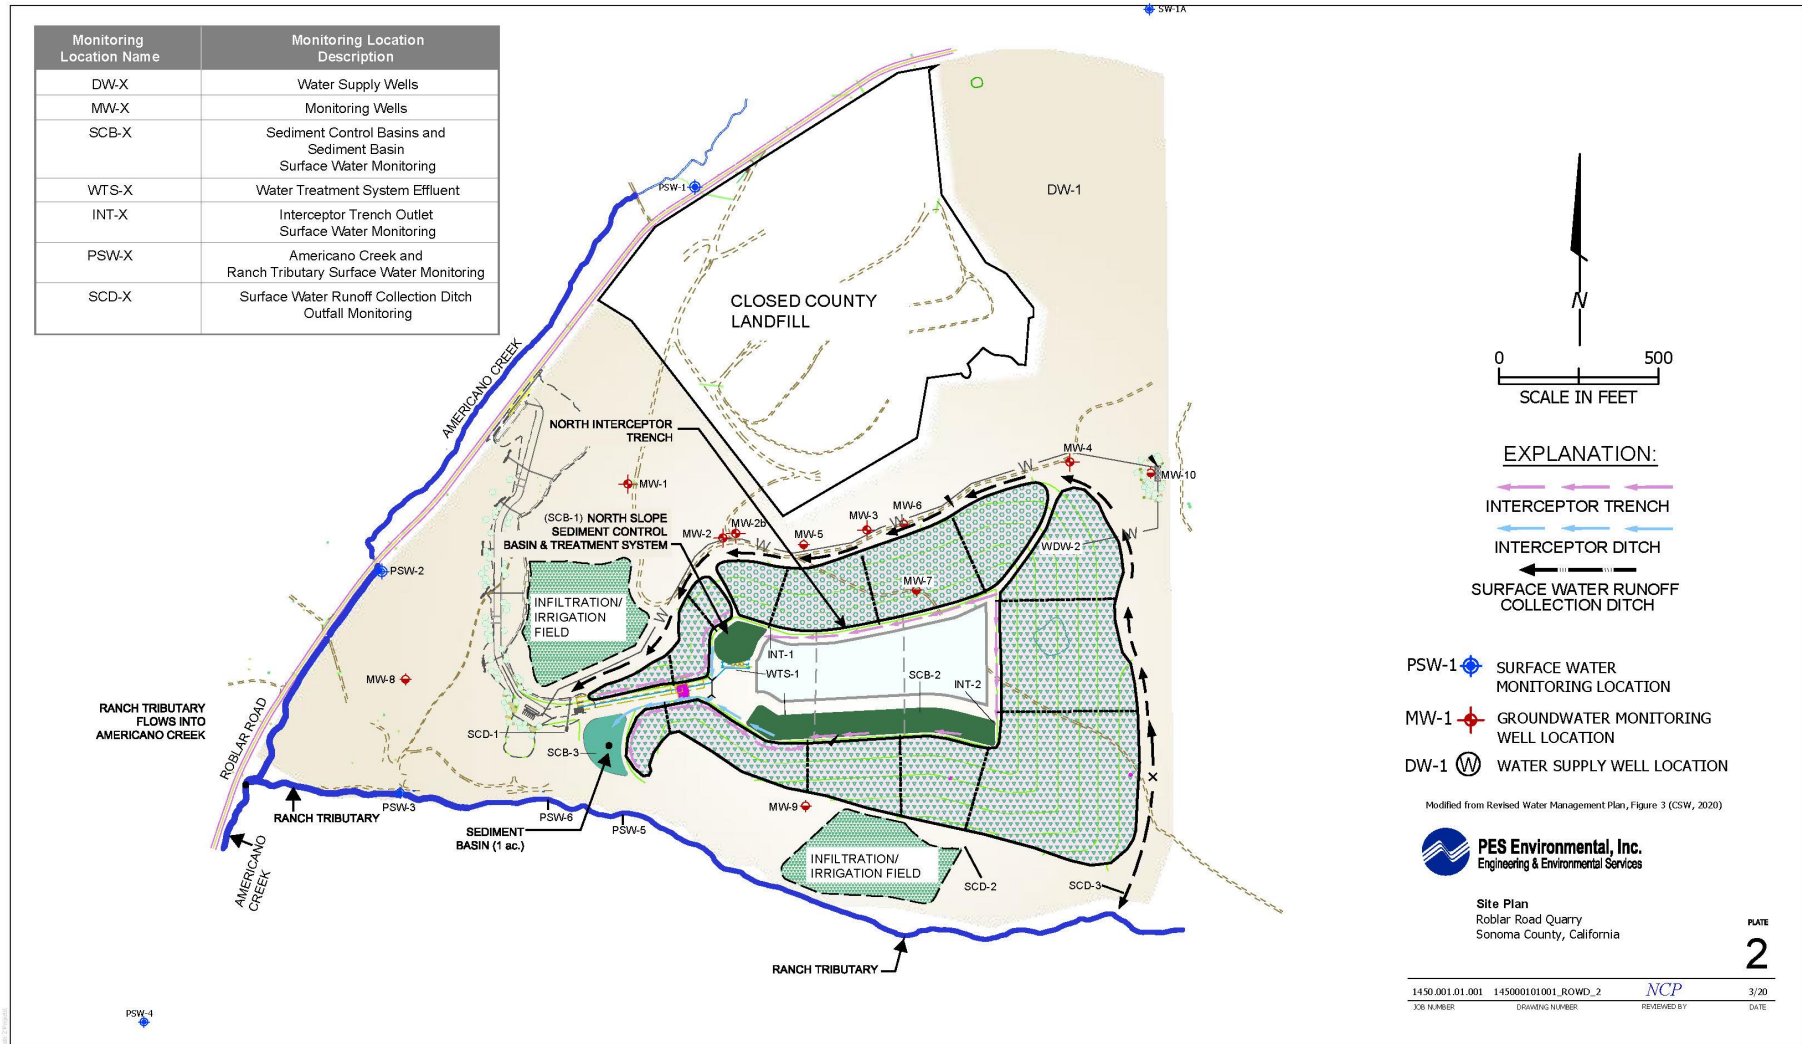 SW-1A
Monitoring Location Name
Monitoring Location Description
DW-X
Water Supply Wells
MW-X
Monitoring Wells
SCB-X
Sediment Control Basins and
Sediment Basin
Surface Water Monitoring
WTS-X
Water Treatment System Effluent
INT-X
Interceptor Trench Outlet
Surface Water Monitoring
PSW-X
Americano Creek and
Ranch Tributary Surface Water Monitoring
SCD-X
Surface Water Runoff Collection Ditch
Outfall Monitoring
PSW-1
DW-1
CLOSED COUNTY
LANDFILL
AMERICANO CREEK
NORTH INTERCEPTOR
TRENCH
MW-4
W
MW-10
MW-1
(SCB-1) NORTH SLOPE
SEDIMENT CONTROL
BASIN & TREATMENT SYSTEM
MW-2
MW-2b
W
MW-5
MW-3
MW-6
W
WDW-2
W
PSW-2
MW-7
INFILTRATION/
IRRIGATION
FIELD
W
INT-1
WTS-1
SCB-2
INT-2
MW-8
RANCH TRIBUTARY
FLOWS INTO
AMERICANO CREEK
ROBLAR ROAD
SCD-1
SCB-3
X
PSW-3
RANCH TRIBUTARY
PSW-6
PSW-5
MW-9
SEDIMENT
BASIN (1 ac.)
AMERICANO
CREEK
INFILTRATION/
IRRIGATION FIELD
SCD-2
SCD-3
RANCH TRIBUTARY
PSW-4
N
0
500
SCALE IN FEET
EXPLANATION:
INTERCEPTOR TRENCH
INTERCEPTOR DITCH
SURFACE WATER RUNOFF
COLLECTION DITCH
PSW-1
SURFACE WATER
MONITORING LOCATION
MW-1
GROUNDWATER MONITORING
WELL LOCATION
DW-1
W
WATER SUPPLY WELL LOCATION
Modified from Revised Water Management Plan, Figure 3 (CSW, 2020)
PES Environmental, Inc.
Engineering & Environmental Services
Site Plan
Roblar Road Quarry
Sonoma County, California
PLATE
2
1450.001.01.001
145000101001_ROWD_2
NCP
3/20
JOB NUMBER
DRAWING NUMBER
REVIEWED BY
DATE